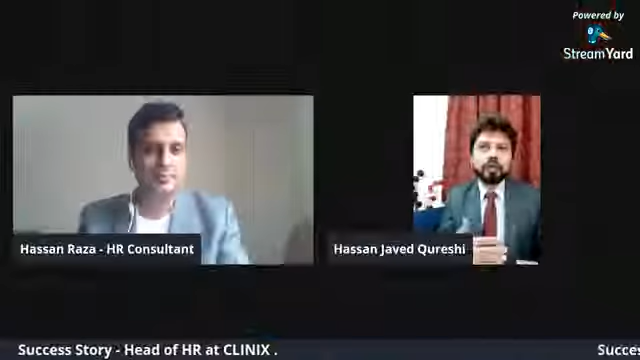 Powered by
StreamYard
Hassan Raza - HR Consultant
Hassan Javed Qureshi
Success Story - Head of HR at CLINIX .
Succes